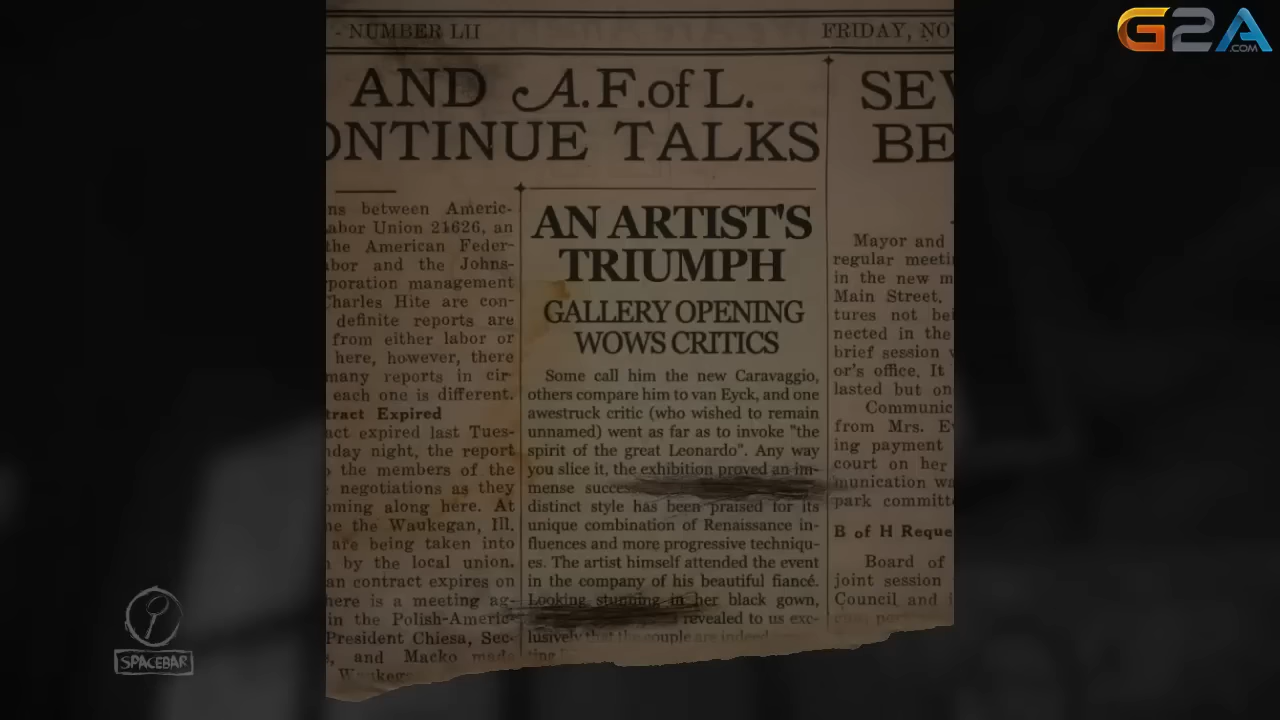 - NUMBER LII
FRIDAY, NO
AND A.F. of L.
ONTINUE TALKS
SEV
BE
ns between Americ-
abor Union 21626, an
the American Feder-
bor and the Johns-
poration management
Charles Hite are con-
definite reports are
from either labor or
here, however, there
many reports in cir-
each one is different.
tract Expired
act expired last Tues-
day night, the report
o the members of the
negotiations as they
oming along here. At
e the Waukegan, Ill.
are being taken into
by the local union.
an contract expires on
here is a meeting ag-
in the Polish-Americ-
President Chiesa, Sec-
s, and Macko made
Waukeg
AN ARTIST'S
TRIUMPH
GALLERY OPENING
WOWS CRITICS
Some call him the new Caravaggio,
others compare him to van Eyck, and one
awestruck critic (who wished to remain
unnamed) went as far as to invoke "the
spirit of the great Leonardo". Any way
you slice it, the exhibition proved an im-
mense success
distinct style has been praised for its
unique combination of Renaissance in-
fluences and more progressive techniqu-
es. The artist himself attended the event
in the company of his beautiful fiancé.
Looking stunning in her black gown,
revealed to us exc-
lusively that the couple are indeed
ting
Mayor and
regular meeti
in the new m
Main Street,
tures not bei
nected in the
brief session
or's office. It
lasted but on
Communic
from Mrs. E
ing payment
court on her
munication wa
park committ
B of H Reque
Board of
joint session
Council and i
G2A
.COM
SPACEBAR